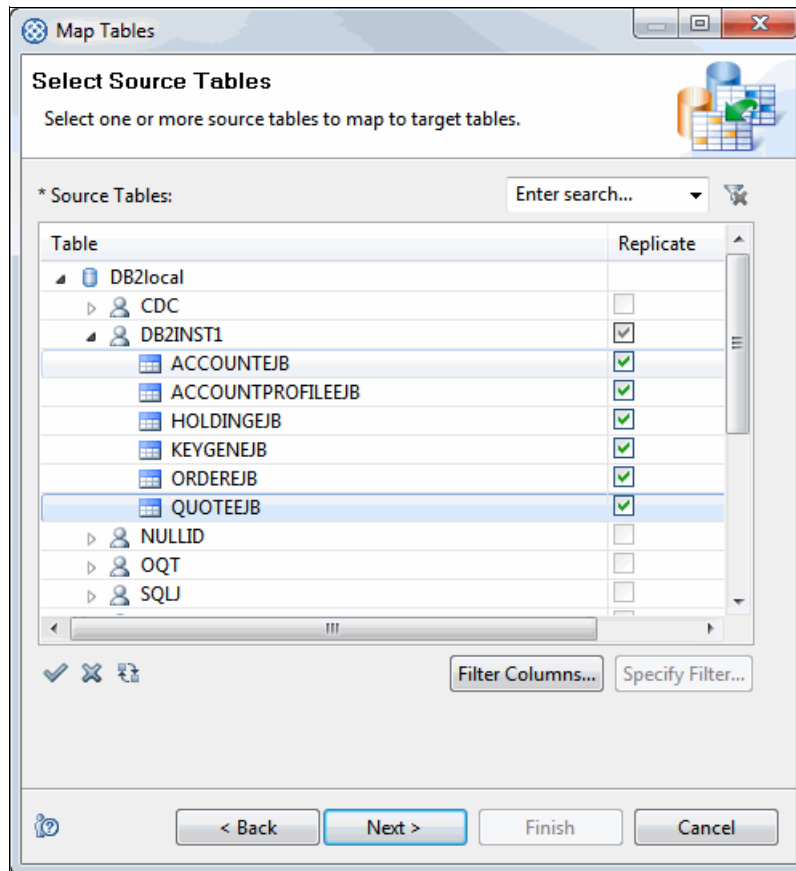 Map Tables
Select Source Tables
Select one or more source tables to map to target tables.
* Source Tables:
Enter search...
Table Replicate
DB2local
CDC
DB2INST1
ACCOUNTEJB
ACCOUNTPROFILEEJB
HOLDINGEJB
KEYGENEJB
ORDEREJB
QUOTEEJB
NULLID
OQT
SQLJ
Filter Columns... Specify Filter...
< Back Next > Finish Cancel